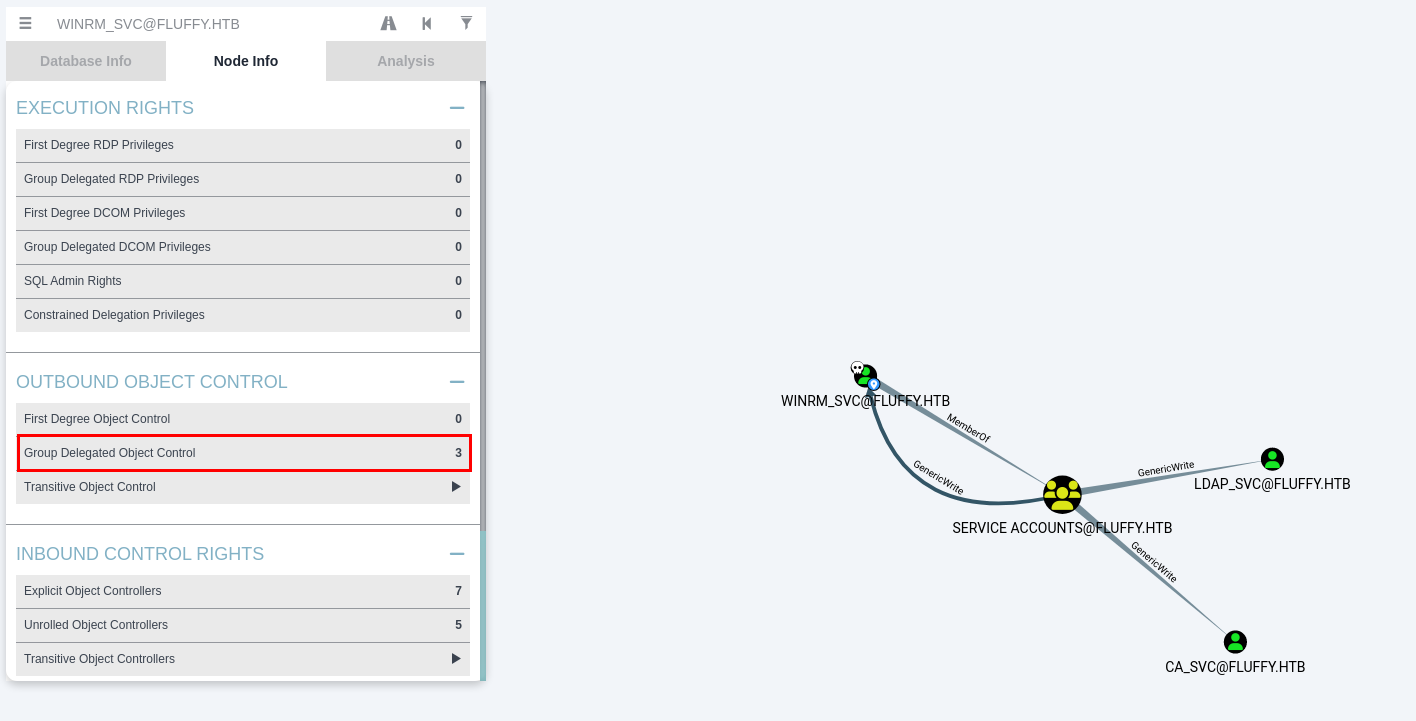 WINRM_SVC@FLUFFY.HTB
Database Info
Node Info
Analysis
EXECUTION RIGHTS
First Degree RDP Privileges 0
Group Delegated RDP Privileges 0
First Degree DCOM Privileges 0
Group Delegated DCOM Privileges 0
SQL Admin Rights 0
Constrained Delegation Privileges 0
OUTBOUND OBJECT CONTROL
First Degree Object Control 0
Group Delegated Object Control 3
Transitive Object Control
INBOUND CONTROL RIGHTS
Explicit Object Controllers 7
Unrolled Object Controllers 5
Transitive Object Controllers
WINRM_SVC@FLUFFY.HTB
MemberOf
GenericWrite
GenericWrite
LDAP_SVC@FLUFFY.HTB
SERVICE ACCOUNTS@FLUFFY.HTB
GenericWrite
CA_SVC@FLUFFY.HTB